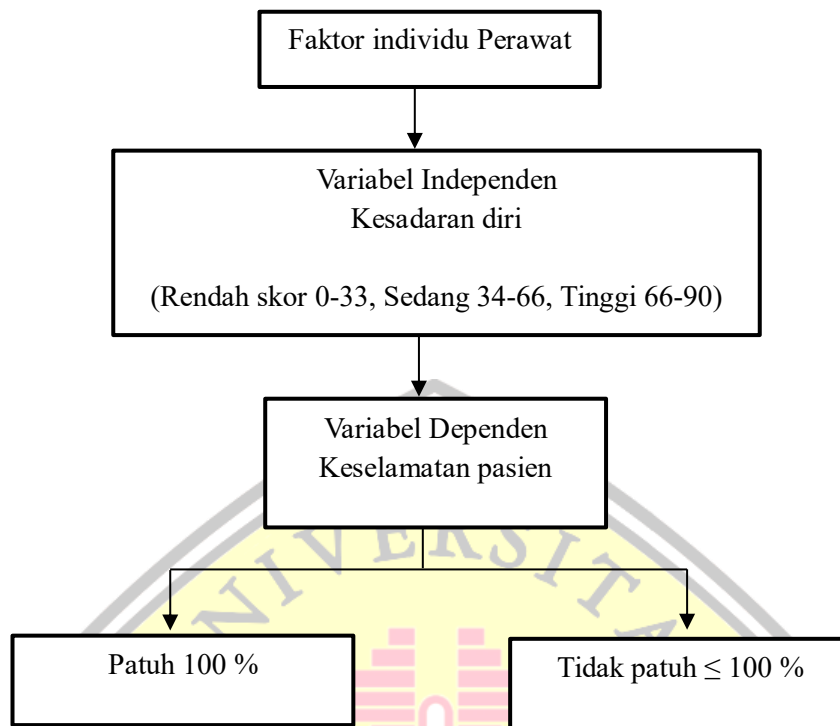 Faktor individu Perawat
Variabel Independen
Kesadaran diri
(Rendah skor 0-33, Sedang 34-66, Tinggi 66-90)
Variabel Dependen
Keselamatan pasien
UNIVERSITA
Patuh 100 %
Tidak patuh ≤ 100 %